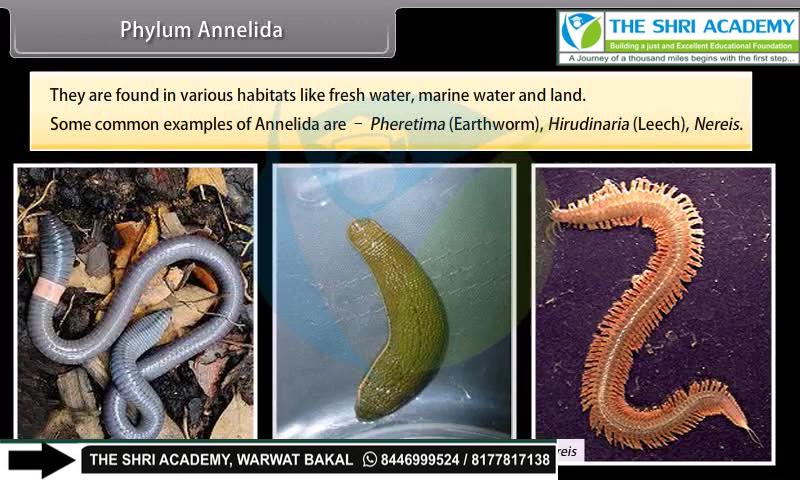 Phylum Annelida
THE SHRI ACADEMY
Building a just and Excellent Educational Foundation
A Journey of a thousand miles begins with the first step...
They are found in various habitats like fresh water, marine water and land.
Some common examples of Annelida are – Pheretima (Earthworm), Hirudinaria (Leech), Nereis.
reis
THE SHRI ACADEMY, WARWAT BAKAL 8446999524 / 8177817138